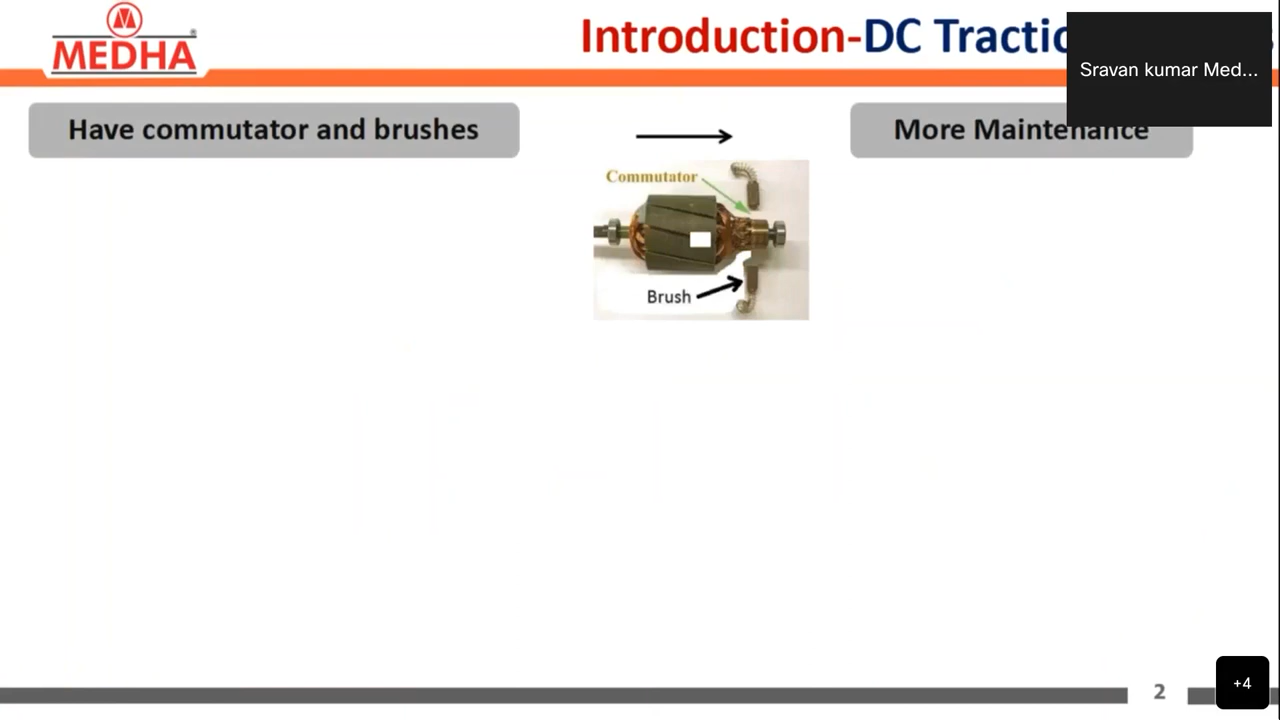 MEDHA
Introduction-DC Tractio
Sravan kumar Med...
Have commutator and brushes
More Maintenance
Commutator
Brush
2
+4